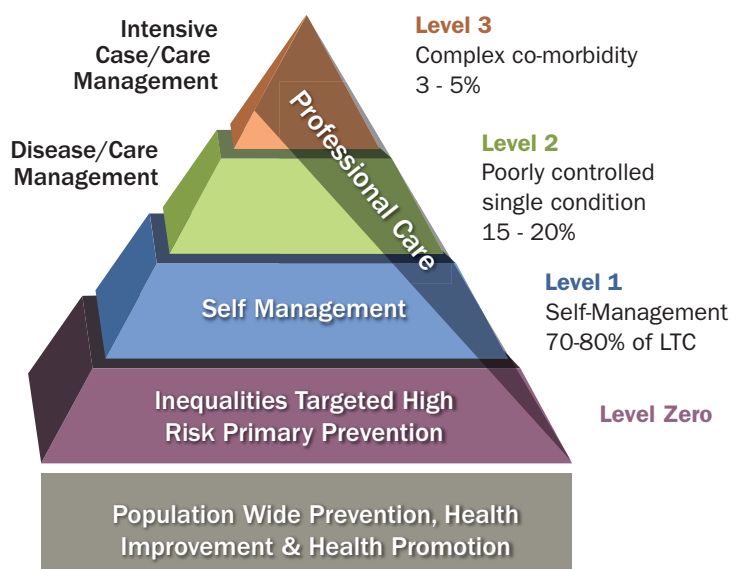 Intensive
Case/Care
Management
Level 3
Complex co-morbidity
3 - 5%
Professional Care
Disease/Care
Management
Level 2
Poorly controlled
single condition
15 - 20%
Self Management
Level 1
Self-Management
70-80% of LTC
Inequalities Targeted High
Risk Primary Prevention
Level Zero
Population Wide Prevention, Health
Improvement & Health Promotion